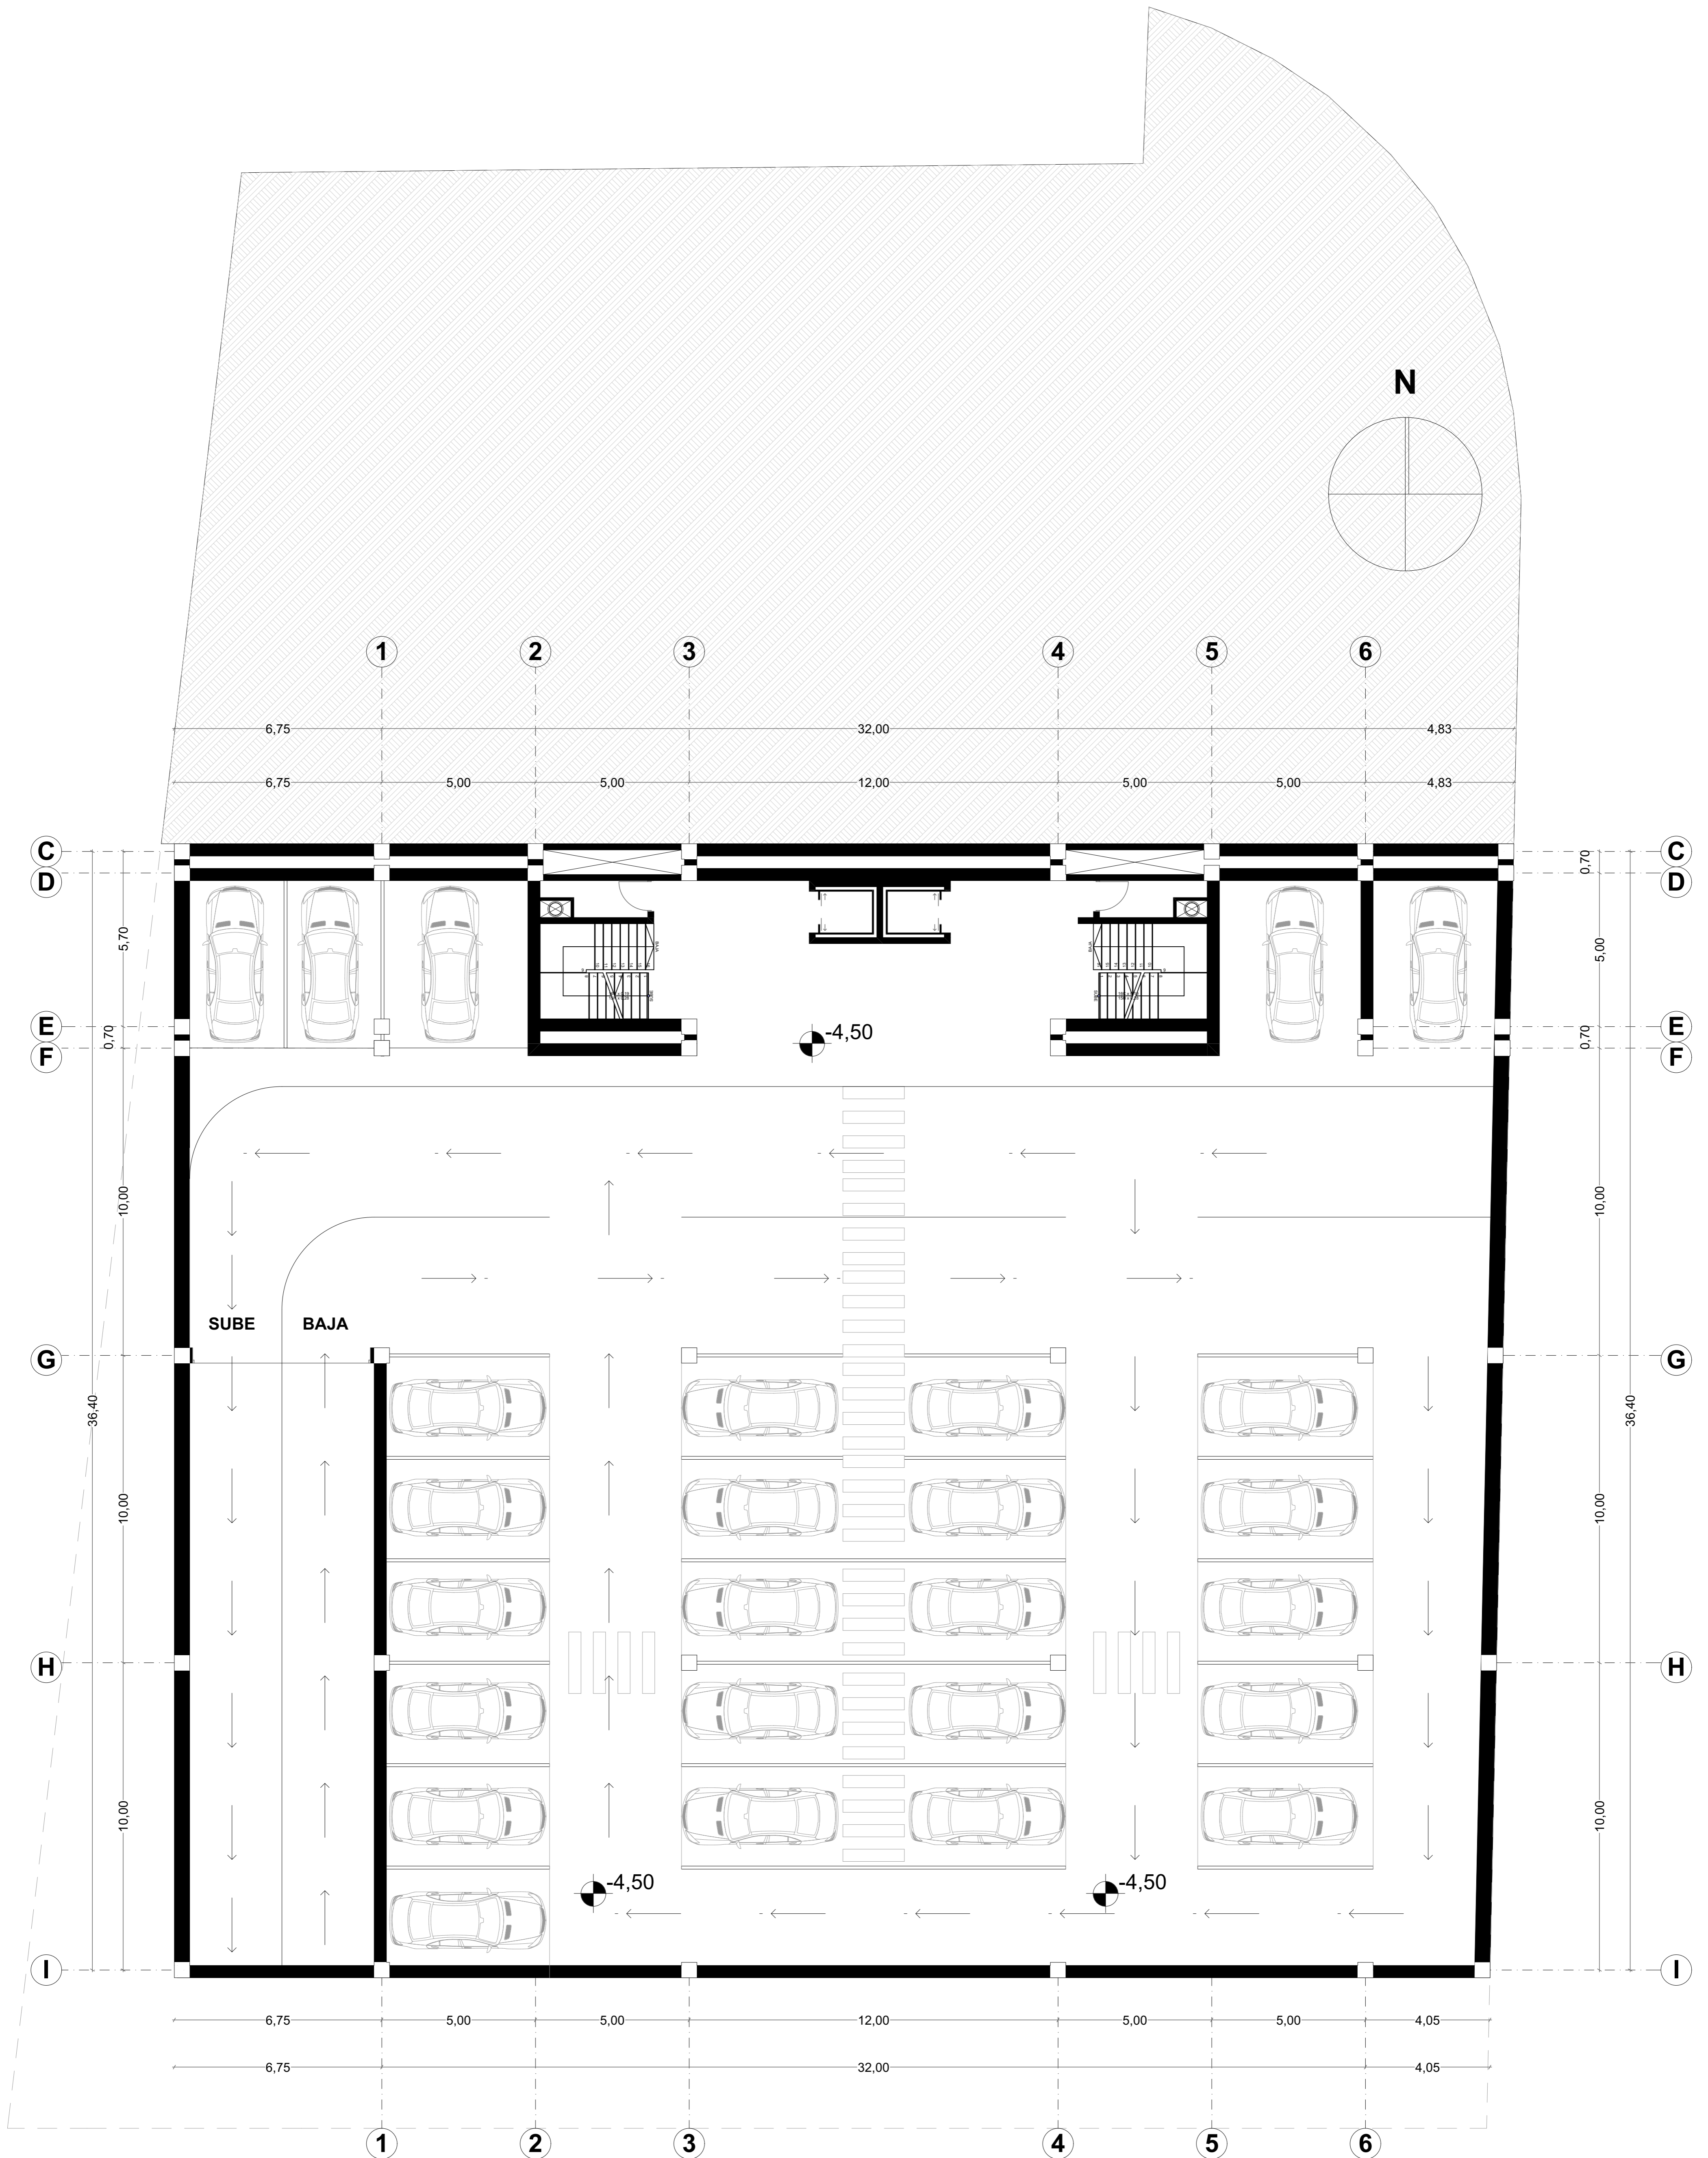 N
1 2 3 4 5 6
6,75 32,00 4,83
6,75 5,00 5,00 12,00 5,00 5,00 4,83
C C
0,70
D D
5,70 5,00
BAJA BAJA
SUBE SUBE
E E
0,70 -4,50 0,70
F F
10,00 10,00
SUBE BAJA
G G
36,40 36,40
10,00 10,00
H H
10,00 10,00
-4,50 -4,50
I I
6,75 5,00 5,00 12,00 5,00 5,00 4,05
6,75 32,00 4,05
1 2 3 4 5 6